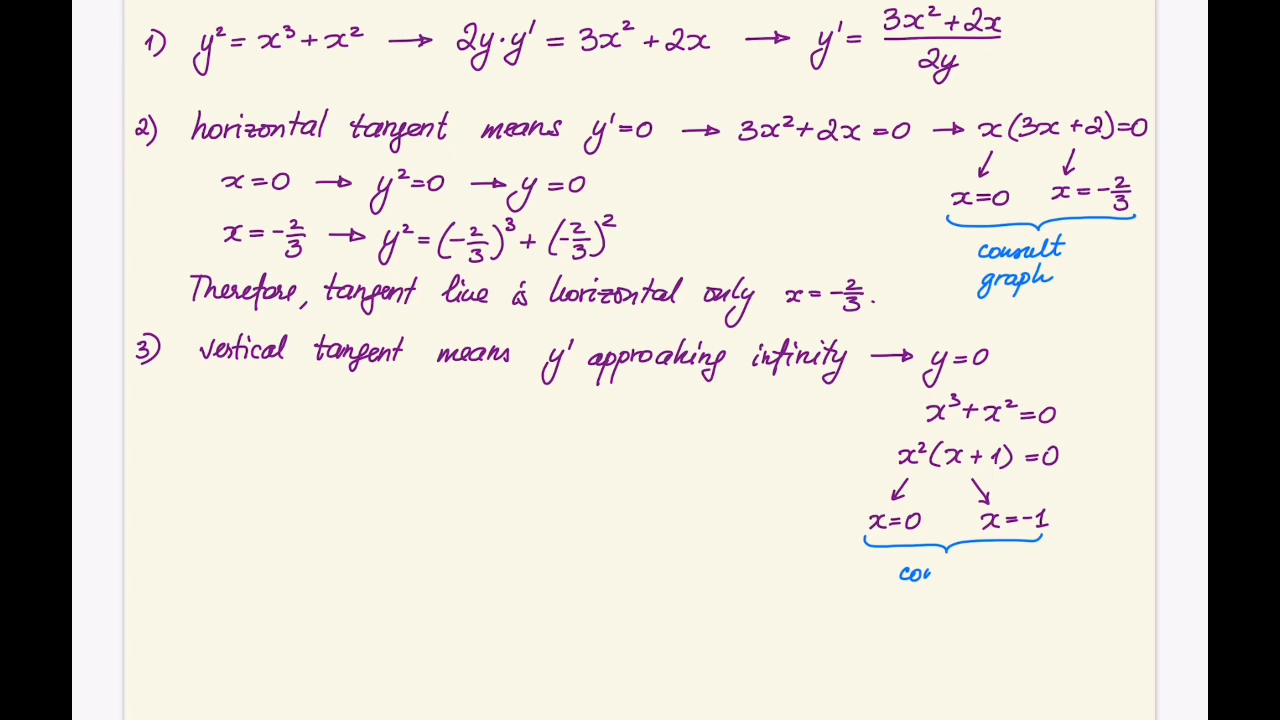 1) y² = x³ + x² → 2y·y' = 3x² + 2x → y' = (3x² + 2x)/(2y)
2) horizontal tangent means y' = 0 → 3x² + 2x = 0 → x(3x + 2) = 0
x = 0 x = -2/3
x = 0 → y² = 0 → y = 0
x = -2/3 → y² = (-2/3)³ + (-2/3)²
consult
graph
Therefore, tangent line is horizontal only x = -2/3.
3) vertical tangent means y' approaking infinity → y = 0
x³ + x² = 0
x²(x + 1) = 0
x = 0 x = -1